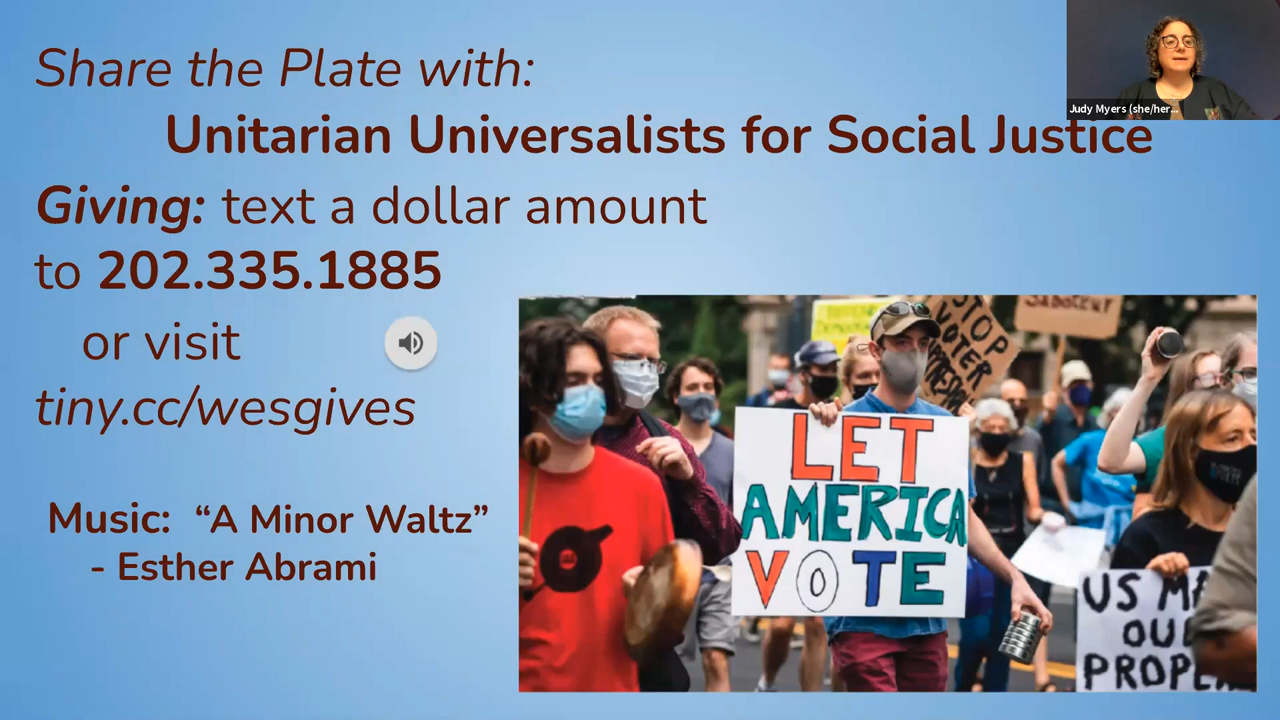 Share the Plate with:
Unitarian Universalists for Social Justice
Judy Myers (she/her...
Giving: text a dollar amount
to 202.335.1885
or visit
tiny.cc/wesgives
Music: “A Minor Waltz”
- Esther Abrami
STOP
VOTER
LET
AMERICA
VOTE
US
OU
PROPE